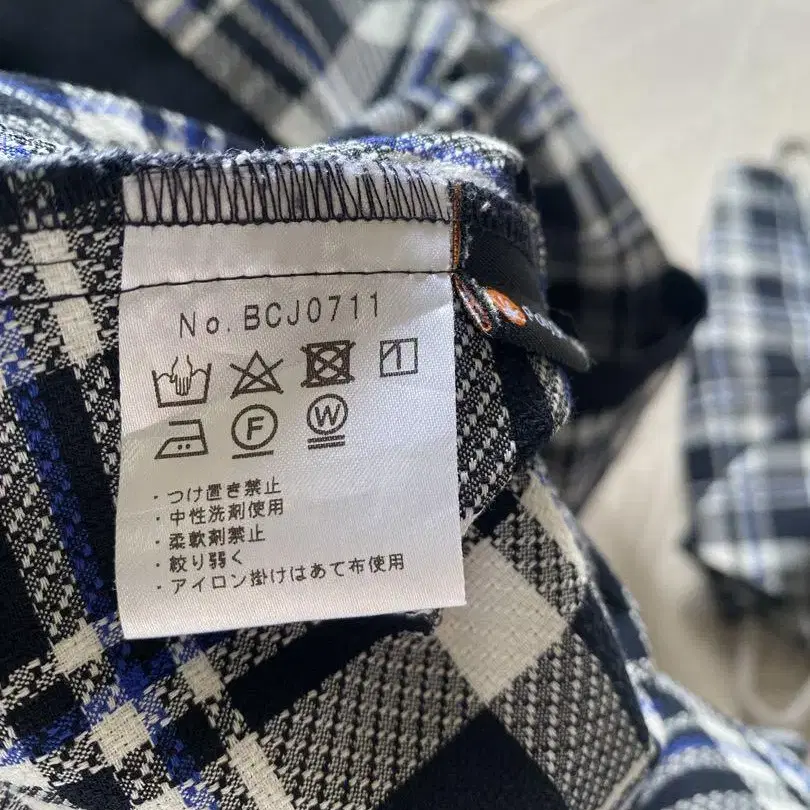 No. BCJ0711
F
W
・つけ置き禁止
・中性洗剤使用
・柔軟剤禁止
・絞り弱く
・アイロン掛けはあて布使用